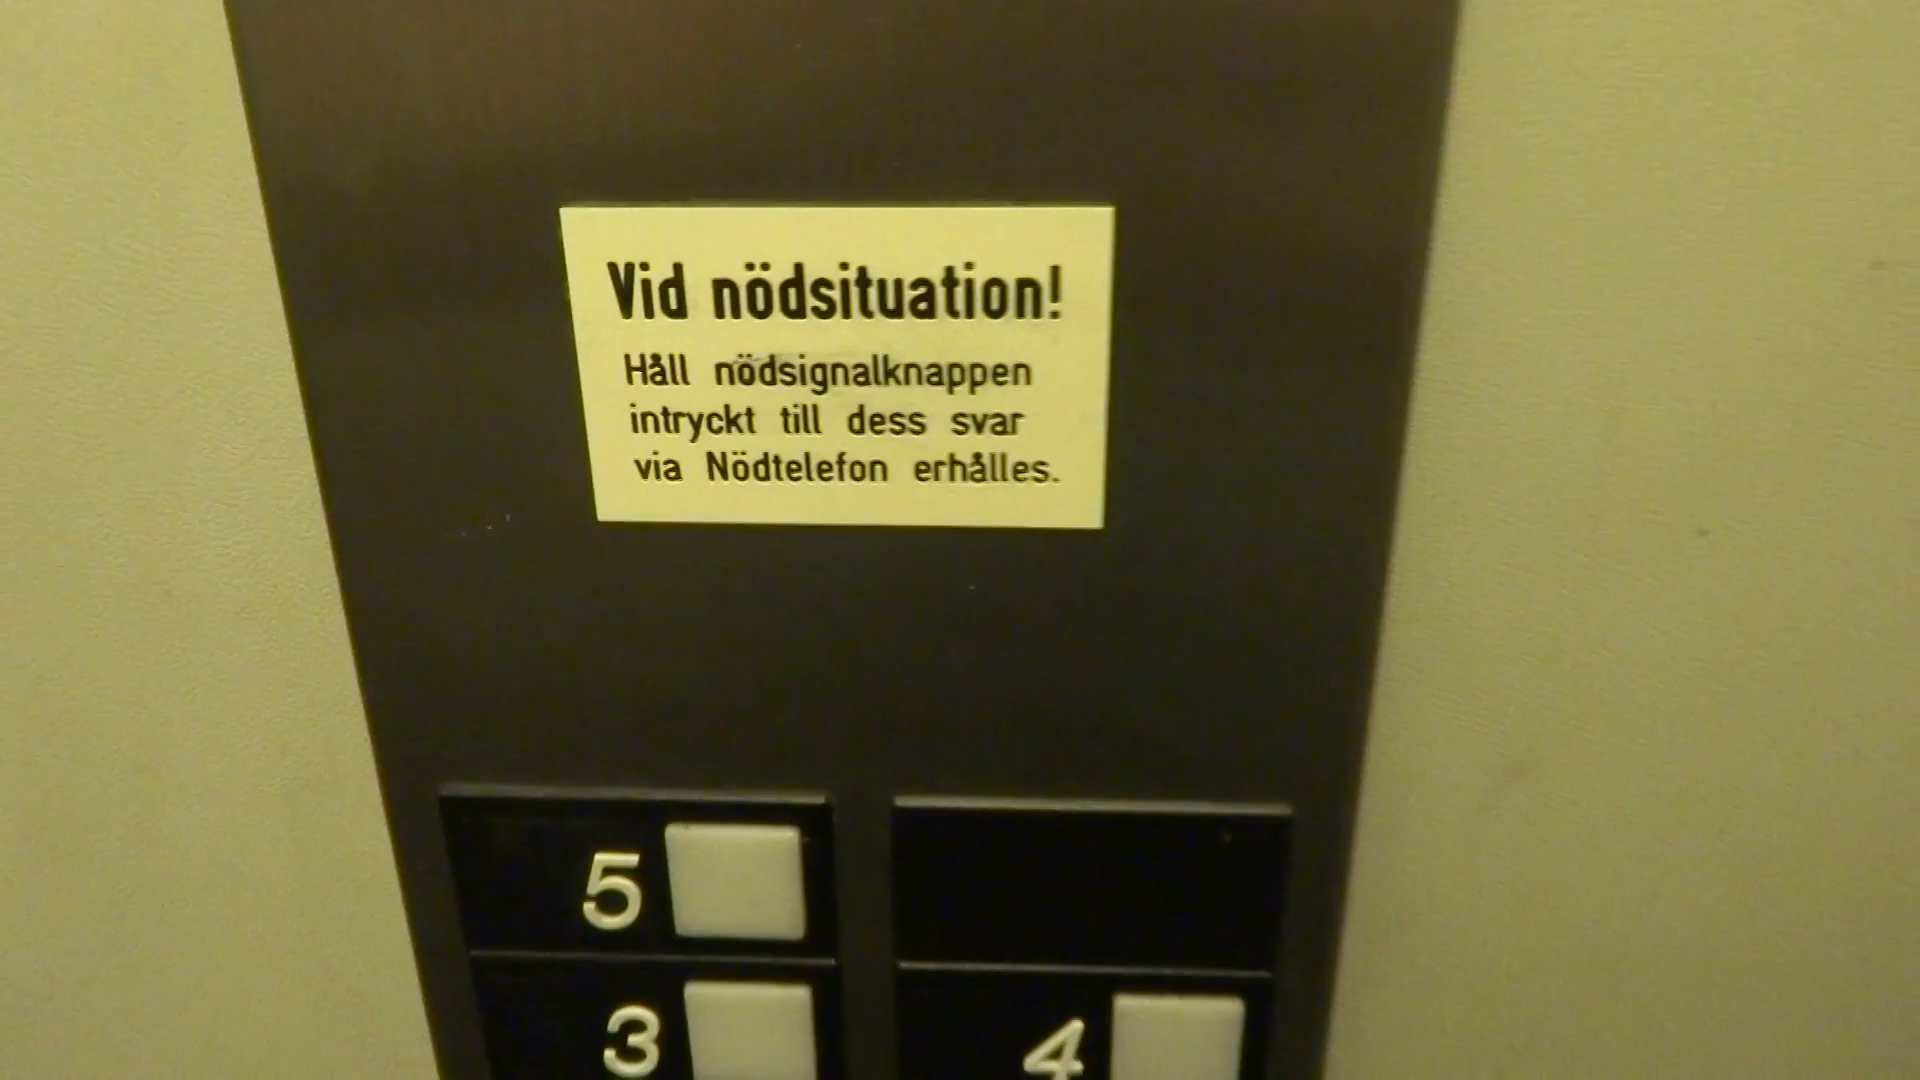 Vid nödsituation!
Håll nödsignalknappen
intryckt till dess svar
via Nödtelefon erhålles.
5
3 4